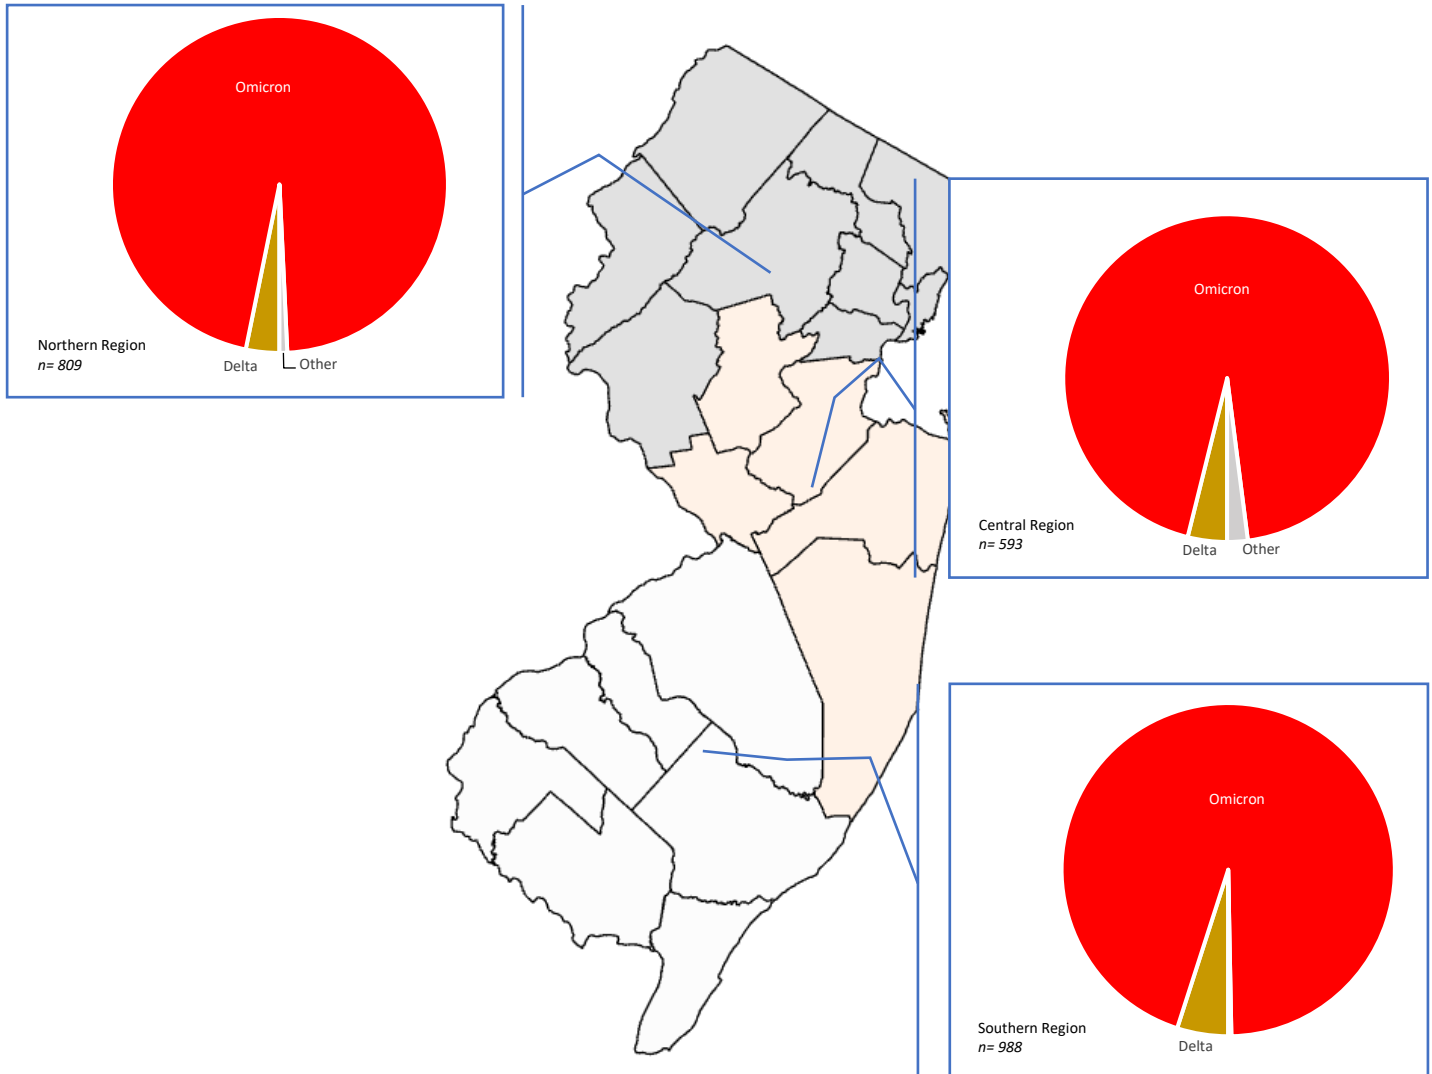 Omicron
Northern Region
n= 809
Delta
Other
Omicron
Central Region
n= 593
Delta
Other
Omicron
Southern Region
n= 988
Delta